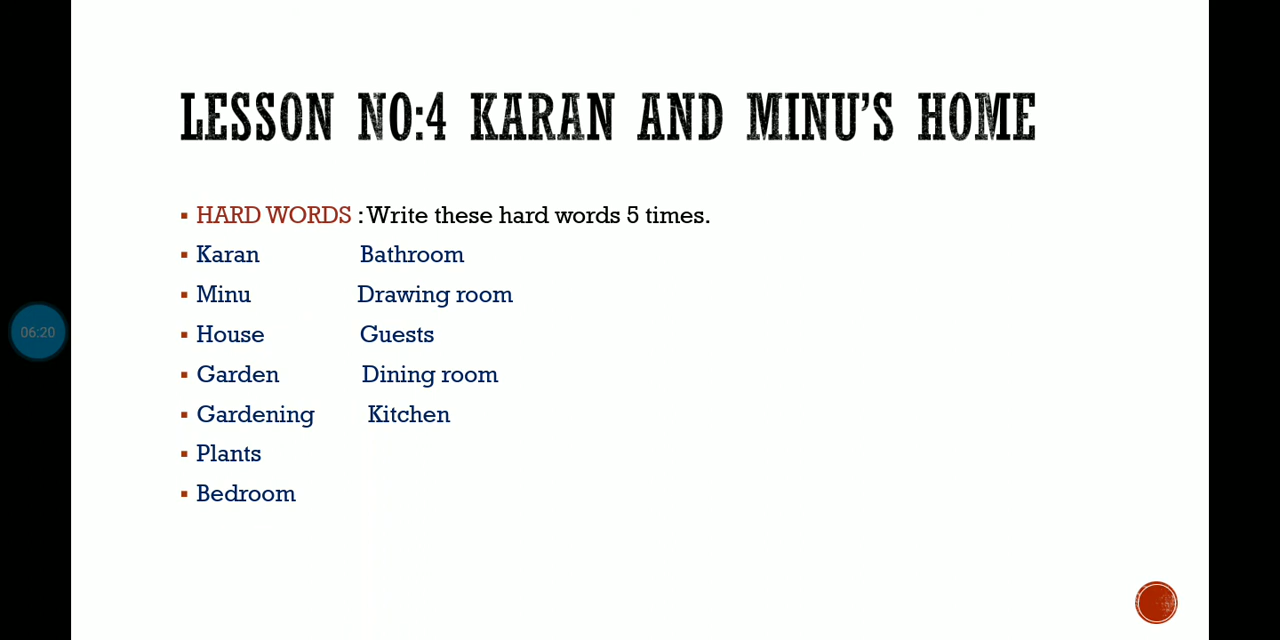 LESSON NO:4 KARAN AND MINU'S HOME
HARD WORDS : Write these hard words 5 times.
Karan Bathroom
Minu Drawing room
House Guests
Garden Dining room
Gardening Kitchen
Plants
Bedroom
06:20